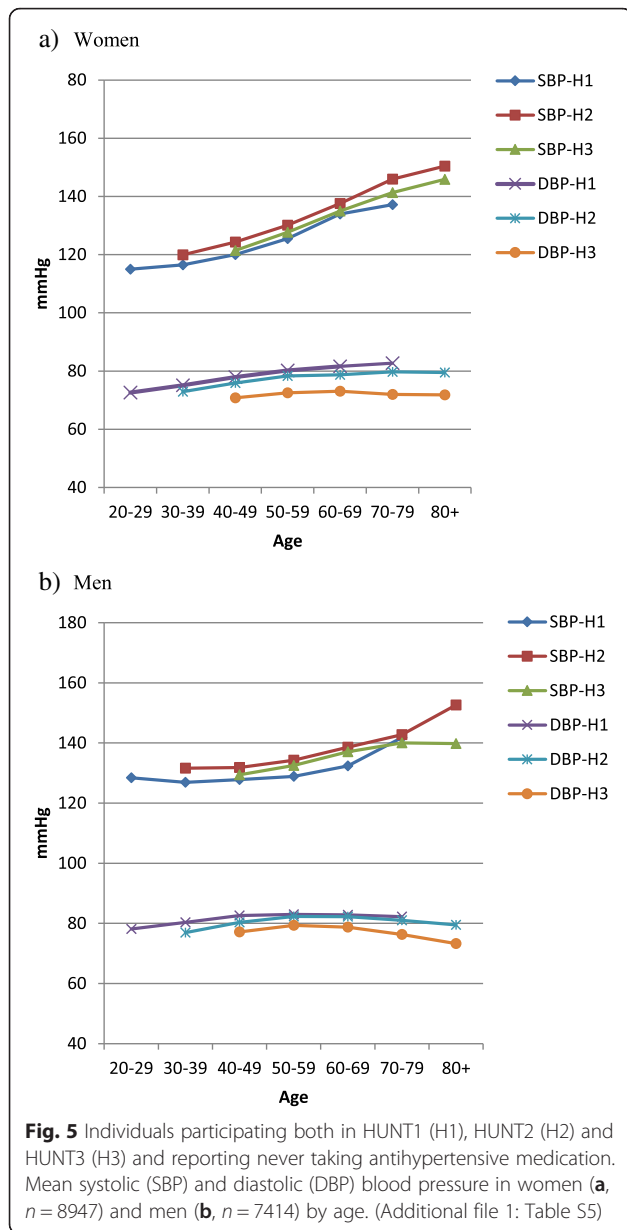 a) Women
80
160
140
120
100
80
60
40
mmHg
20-29 30-39 40-49 50-59 60-69 70-79 80+
Age
SBP-H1
SBP-H2
SBP-H3
DBP-H1
DBP-H2
DBP-H3
b) Men
180
160
140
120
100
80
60
40
mmHg
20-29 30-39 40-49 50-59 60-69 70-79 80+
Age
SBP-H1
SBP-H2
SBP-H3
DBP-H1
DBP-H2
DBP-H3
Fig. 5 Individuals participating both in HUNT1 (H1), HUNT2 (H2) and
HUNT3 (H3) and reporting never taking antihypertensive medication.
Mean systolic (SBP) and diastolic (DBP) blood pressure in women (a,
n = 8947) and men (b, n = 7414) by age. (Additional file 1: Table S5)